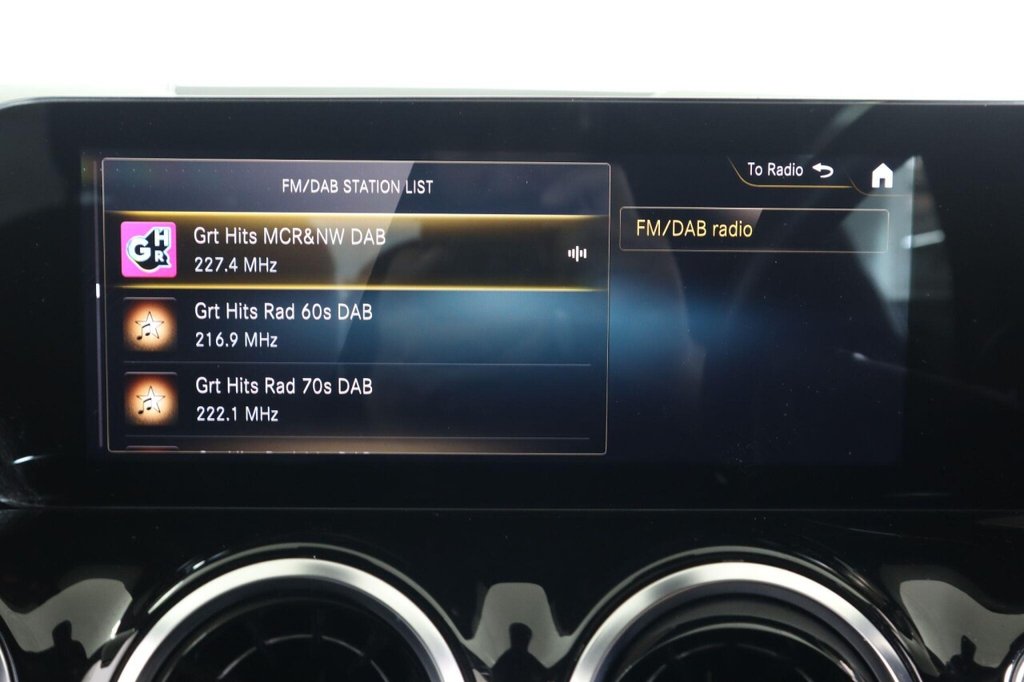 FM/DAB STATION LIST
To Radio
FM/DAB radio
GHR
Grt Hits MCR&NW DAB
227.4 MHz
Grt Hits Rad 60s DAB
216.9 MHz
Grt Hits Rad 70s DAB
222.1 MHz